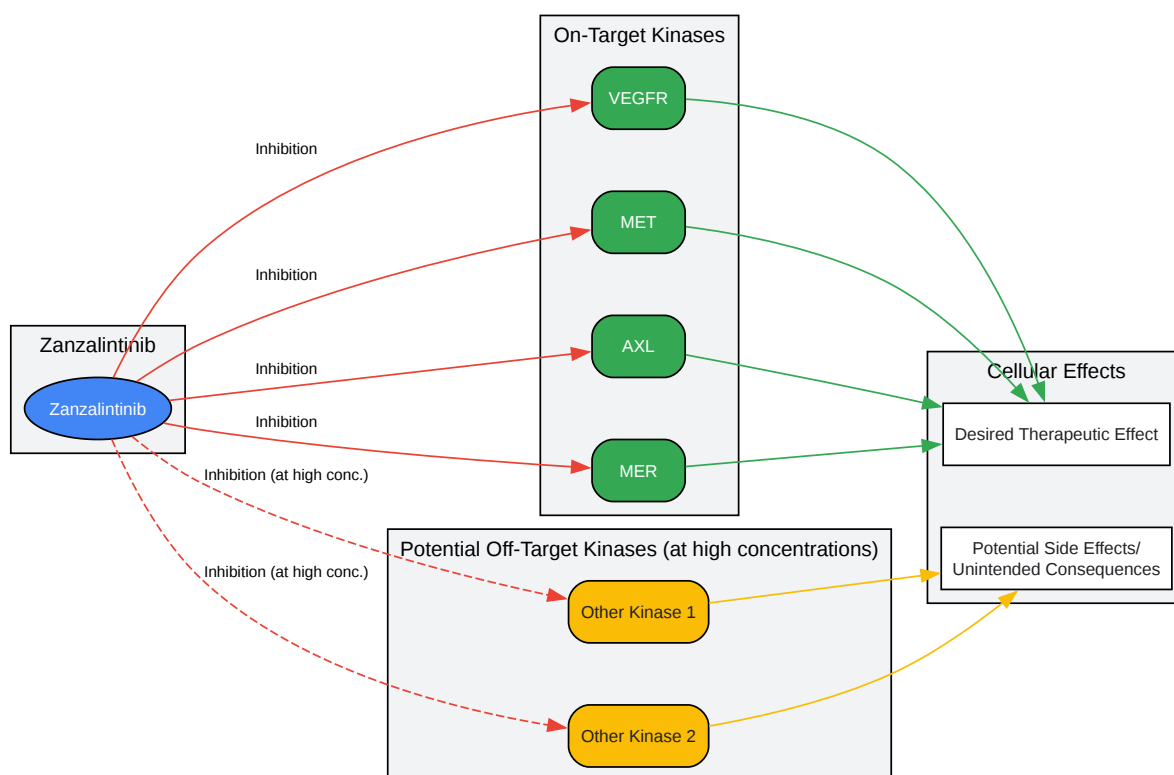 On-Target Kinases
VEGFR
Inhibition
MET
Inhibition
Zanzalintinib
AXL
Inhibition
Cellular Effects
Zanzalintinib
Inhibition
Desired Therapeutic Effect
MER
Inhibition (at high conc.)
Potential Off-Target Kinases (at high concentrations)
Potential Side Effects/
Unintended Consequences
Inhibition (at high conc.)
Other Kinase 1
Other Kinase 2